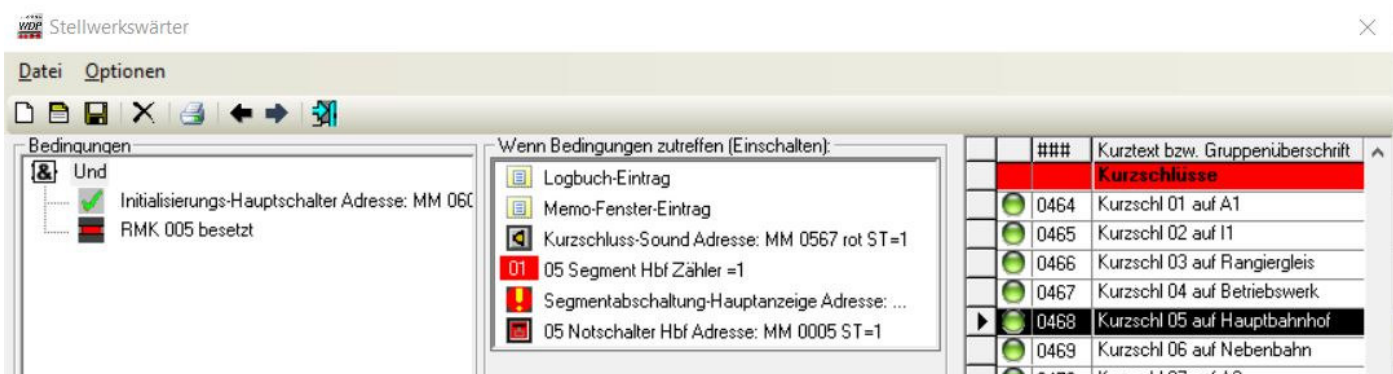 WDP Stellwerkswärter
Datei Optionen
Bedingungen
& Und
Initialisierungs-Hauptschalter Adresse: MM 060
RMK 005 besetzt
Wenn Bedingungen zutreffen (Einschalten):
Logbuch-Eintrag
Memo-Fenster-Eintrag
Kurzschluss-Sound Adresse: MM 0567 rot ST=1
01 05 Segment Hbf Zähler =1
Segmentabschaltung-Hauptanzeige Adresse: ...
05 Notschalter Hbf Adresse: MM 0005 ST=1
### Kurztext bzw. Gruppenüberschrift
Kurzschlüsse
0464 Kurzschl 01 auf A1
0465 Kurzschl 02 auf I1
0466 Kurzschl 03 auf Rangiergleis
0467 Kurzschl 04 auf Betriebswerk
0468 Kurzschl 05 auf Hauptbahnhof
0469 Kurzschl 06 auf Nebenbahn